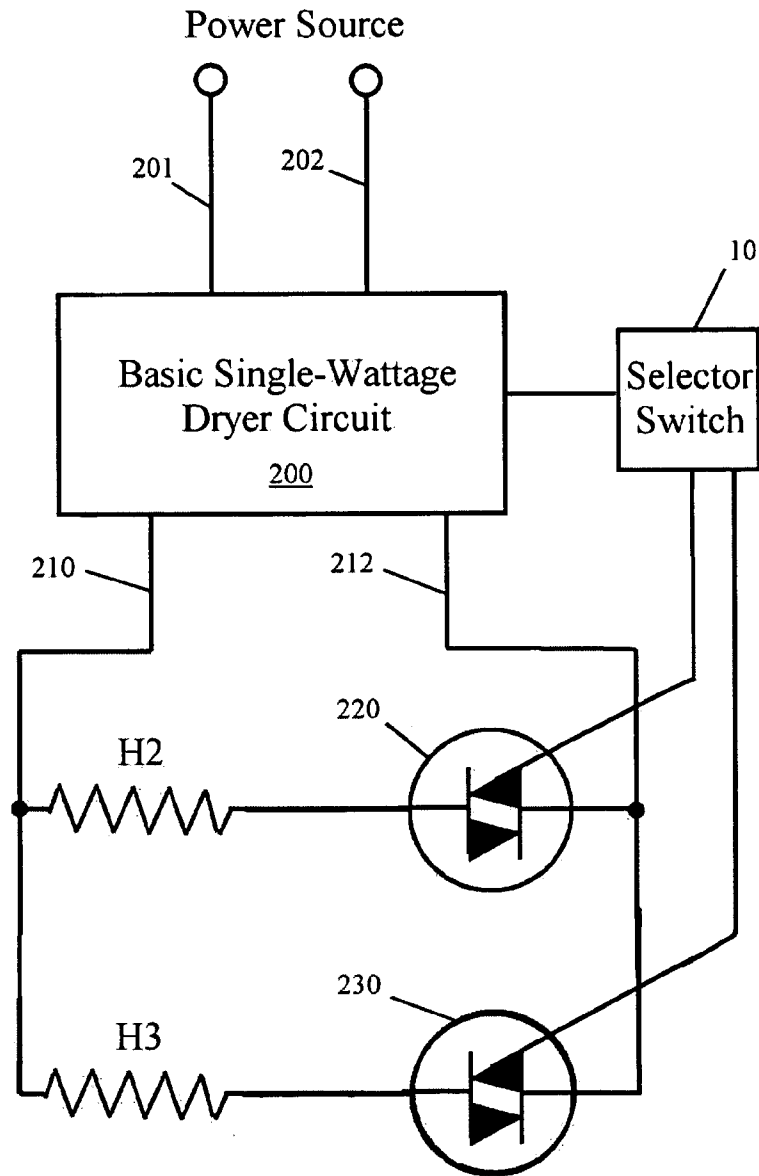 Power Source
201
202
10
Basic Single-Wattage
Dryer Circuit
200
Selector
Switch
210
212
220
H2
230
H3